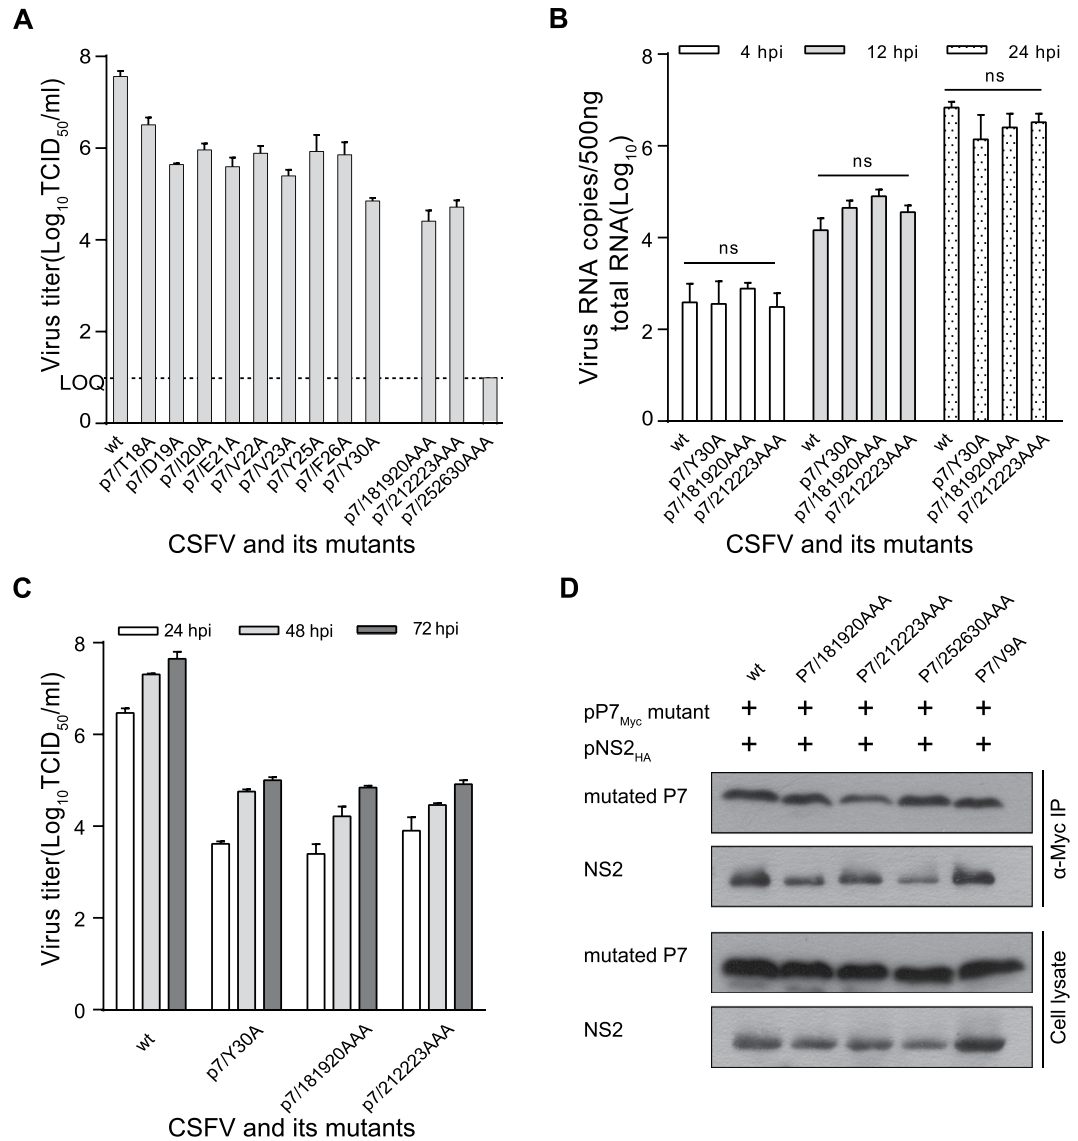 A
Virus titer(Log10TCID50/ml)
8
6
4
2
LOQ
0
wt
p7/T18A
p7/D19A
p7/I20A
p7/E21A
p7/V22A
p7/V23A
p7/Y25A
p7/F26A
p7/Y30A
p7/181920AAA
p7/212223AAA
p7/252630AAA
CSFV and its mutants
B
4 hpi
12 hpi
24 hpi
Virus RNA copies/500ng
total RNA(Log10)
8
6
4
2
0
ns
ns
ns
wt
p7/Y30A
p7/181920AAA
p7/212223AAA
wt
p7/Y30A
p7/181920AAA
p7/212223AAA
wt
p7/Y30A
p7/181920AAA
p7/212223AAA
CSFV and its mutants
C
24 hpi
48 hpi
72 hpi
Virus titer(Log10TCID50/ml)
8
6
4
2
0
wt
p7/Y30A
p7/181920AAA
p7/212223AAA
CSFV and its mutants
D
wt
P7/181920AAA
P7/212223AAA
P7/252630AAA
P7/V9A
pP7Myc mutant + + + + +
pNS2HA + + + + +
mutated P7
NS2
α-Myc IP
mutated P7
NS2
Cell lysate